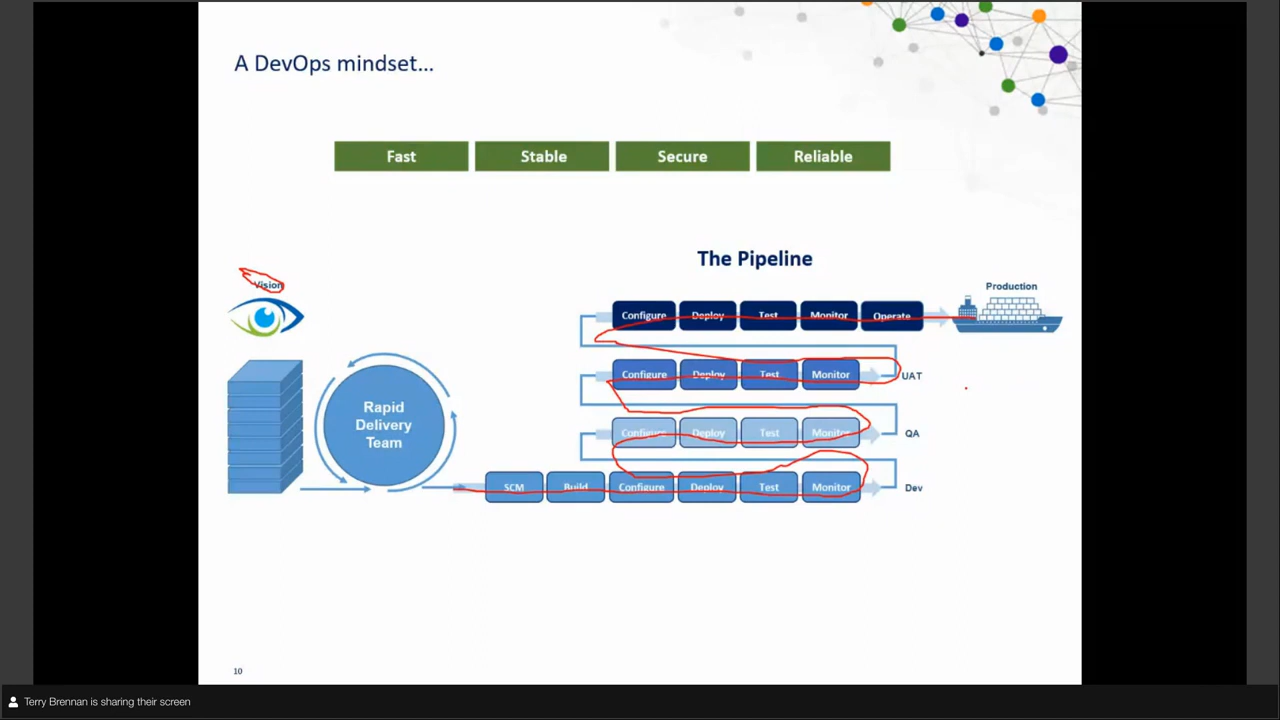 A DevOps mindset...
Fast Stable Secure Reliable
The Pipeline
Vision
Production
Configure Deploy Test Monitor Operate
Configure Deploy Test Monitor
UAT
Rapid
Delivery
Team
Configure Deploy Test Monitor
QA
SCM Build Configure Deploy Test Monitor
Dev
10
Terry Brennan is sharing their screen